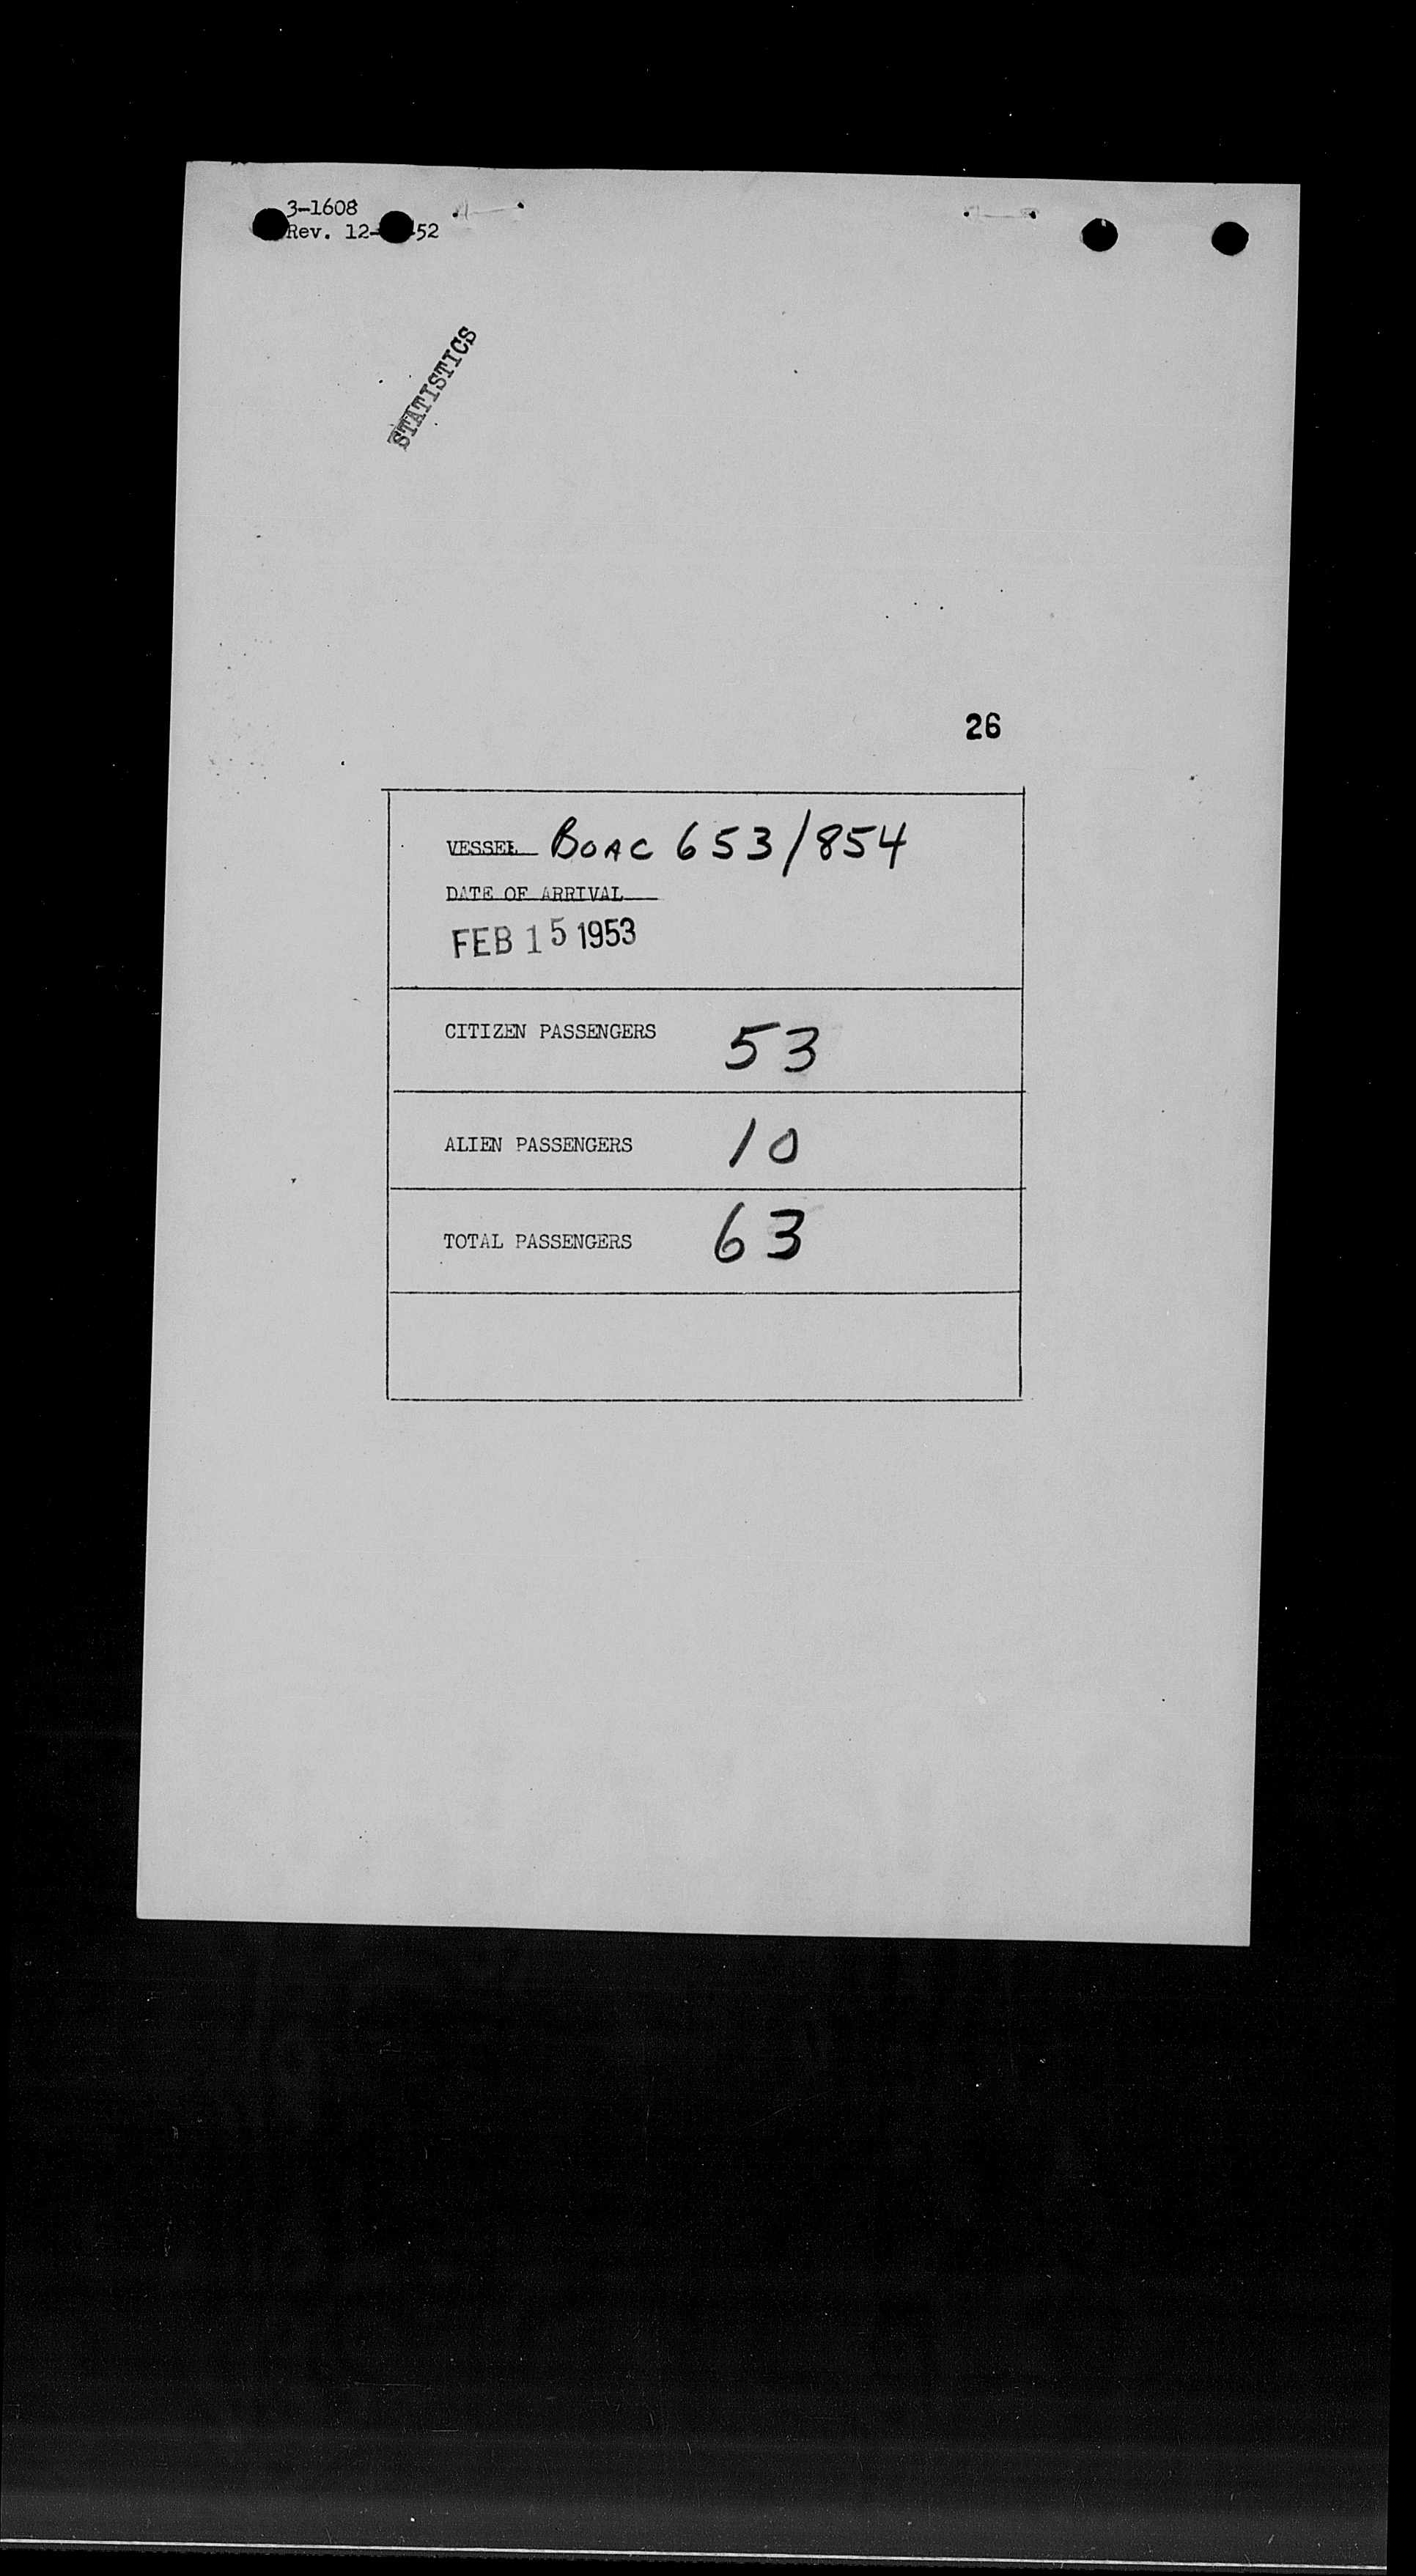 3-1608
Rev. 12- -52
STATISTICS
26
VESSEL BOAC 653/854
DATE OF ARRIVAL
FEB 15 1953
CITIZEN PASSENGERS 53
ALIEN PASSENGERS 10
TOTAL PASSENGERS 63